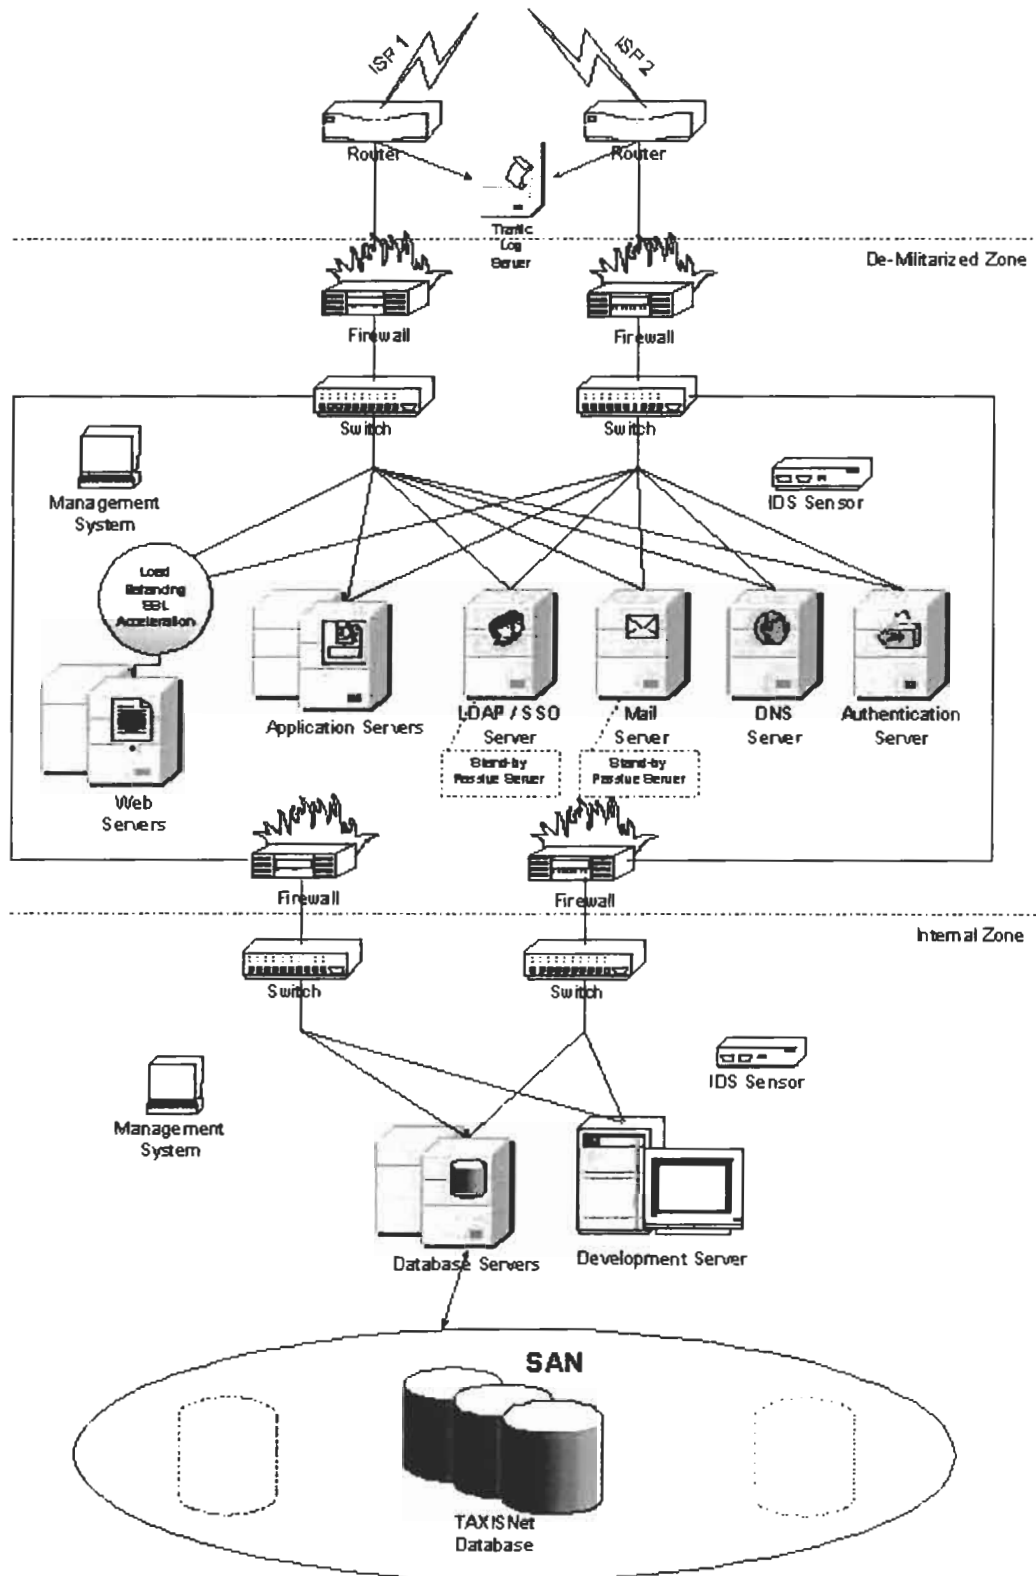 ISP 1
ISP 2
Router
Router
Traffic
Log
Server
De-Militarized Zone
Firewall
Firewall
Switch
Switch
Management
System
IDS Sensor
Load
Balancing
SSL
Acceleration
Application Servers
LDAP / SSO
Server
Mail
Server
DNS
Server
Authentication
Server
Stand-by
Passive Server
Stand-by
Passive Server
Web
Servers
Firewall
Firewall
Internal Zone
Switch
Switch
IDS Sensor
Management
System
Database Servers
Development Server
SAN
TAXISNet
Database